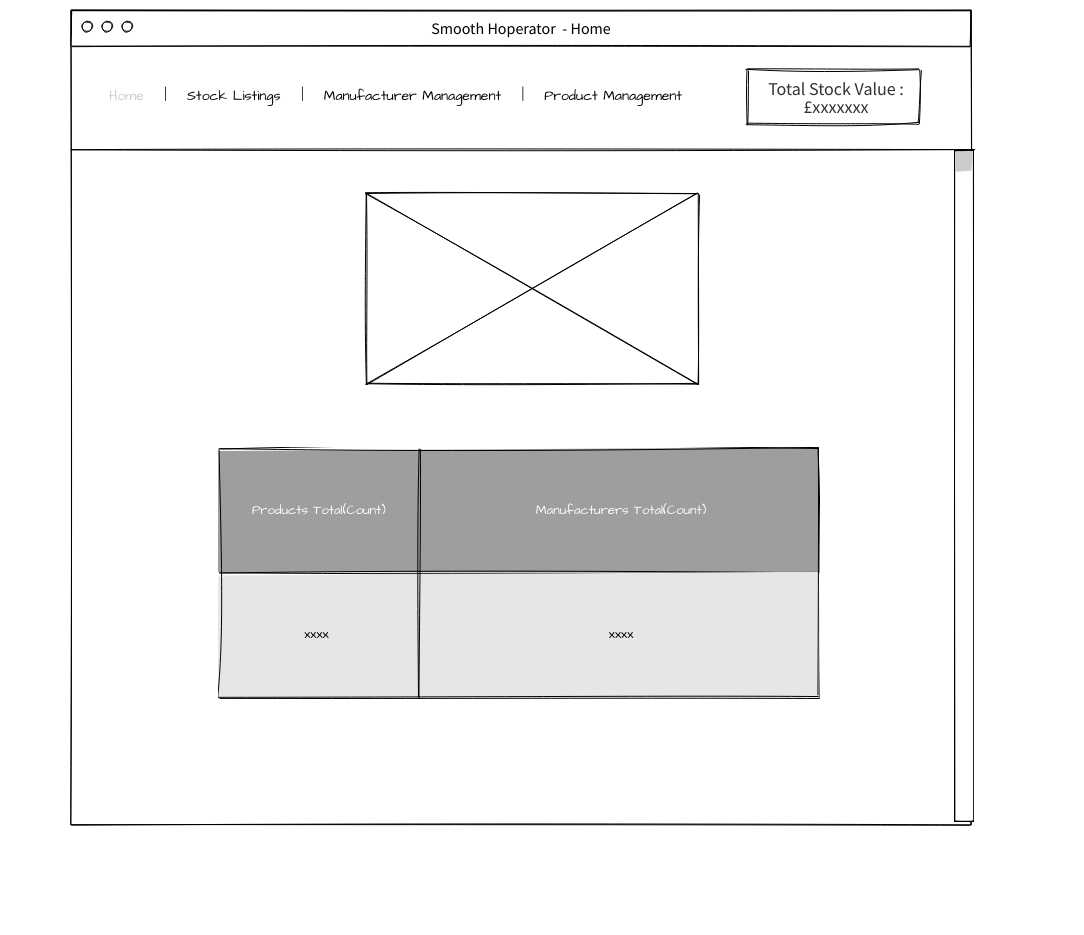 Smooth Hoperator  - Home
Home | Stock Listings | Manufacturer Management | Product Management
Total Stock Value :
£xxxxxxx
Products Total(Count) Manufacturers Total(Count)
xxxx xxxx